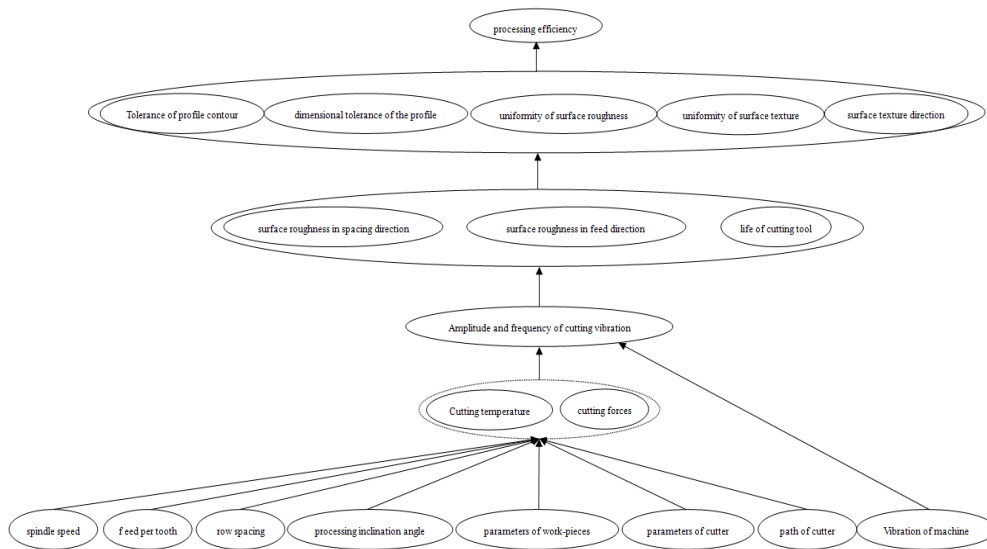 processing efficiency
Tolerance of profile contour
dimensional tolerance of the profile
uniformity of surface roughness
uniformity of surface texture
surface texture direction
surface roughness in spacing direction
surface roughness in feed direction
life of cutting tool
Amplitude and frequency of cutting vibration
Cutting temperature
cutting forces
spindle speed
f eed per tooth
row spacing
processing inclination angle
parameters of work-pieces
parameters of cutter
path of cutter
Vibration of machine